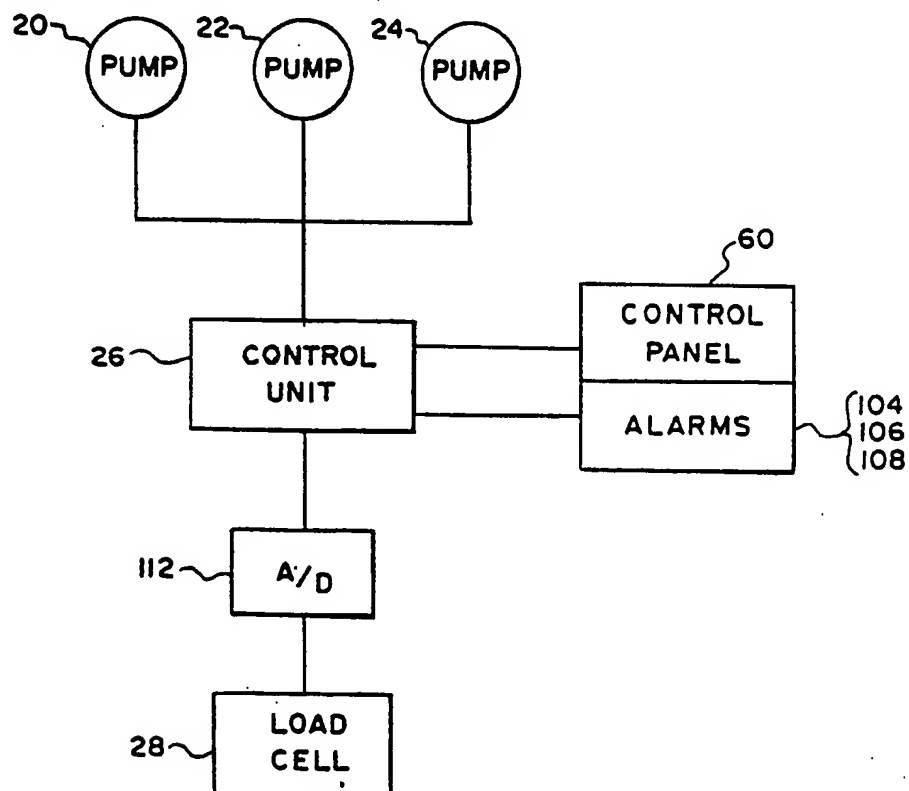 20 22 24
PUMP PUMP PUMP
60
CONTROL
PANEL
26
CONTROL
UNIT
ALARMS
104
106
108
112
A/D
28
LOAD
CELL